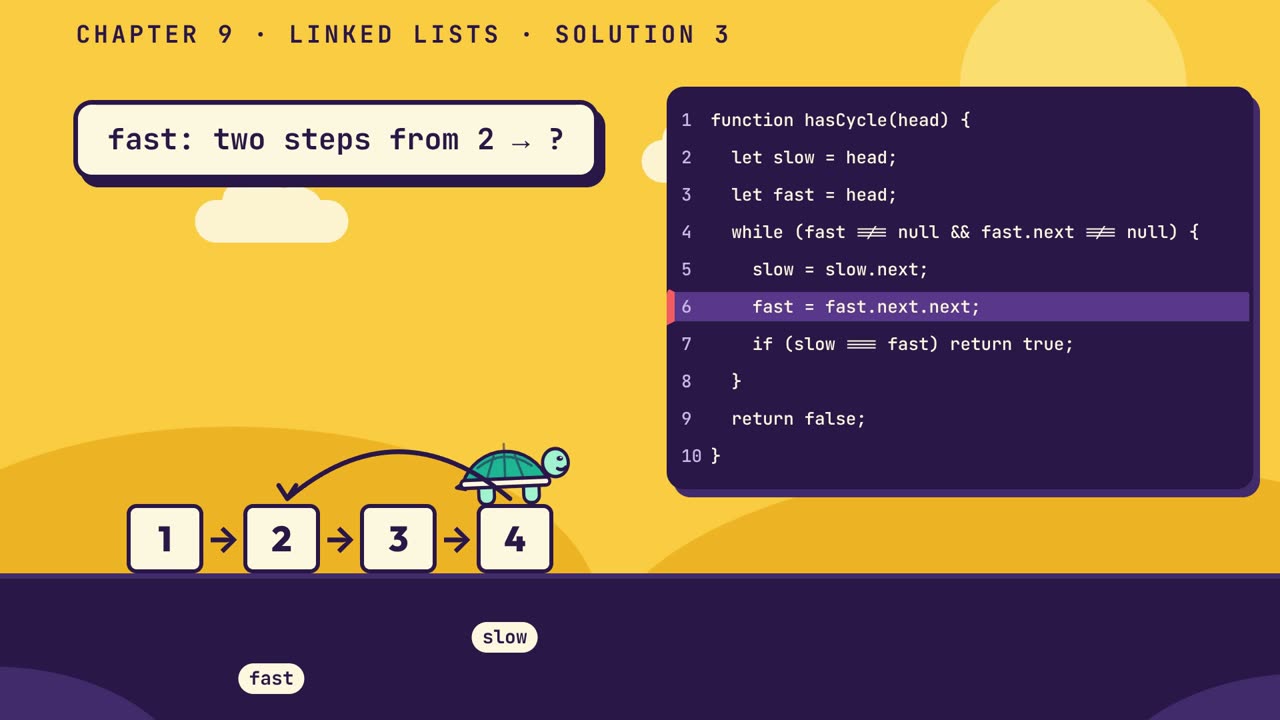 CHAPTER 9 · LINKED LISTS · SOLUTION 3
fast: two steps from 2 → ?
1 function hasCycle(head) {
2 let slow = head;
3 let fast = head;
4 while (fast !== null && fast.next !== null) {
5 slow = slow.next;
6 fast = fast.next.next;
7 if (slow === fast) return true;
8 }
9 return false;
10 }
1 → 2 → 3 → 4
slow
fast